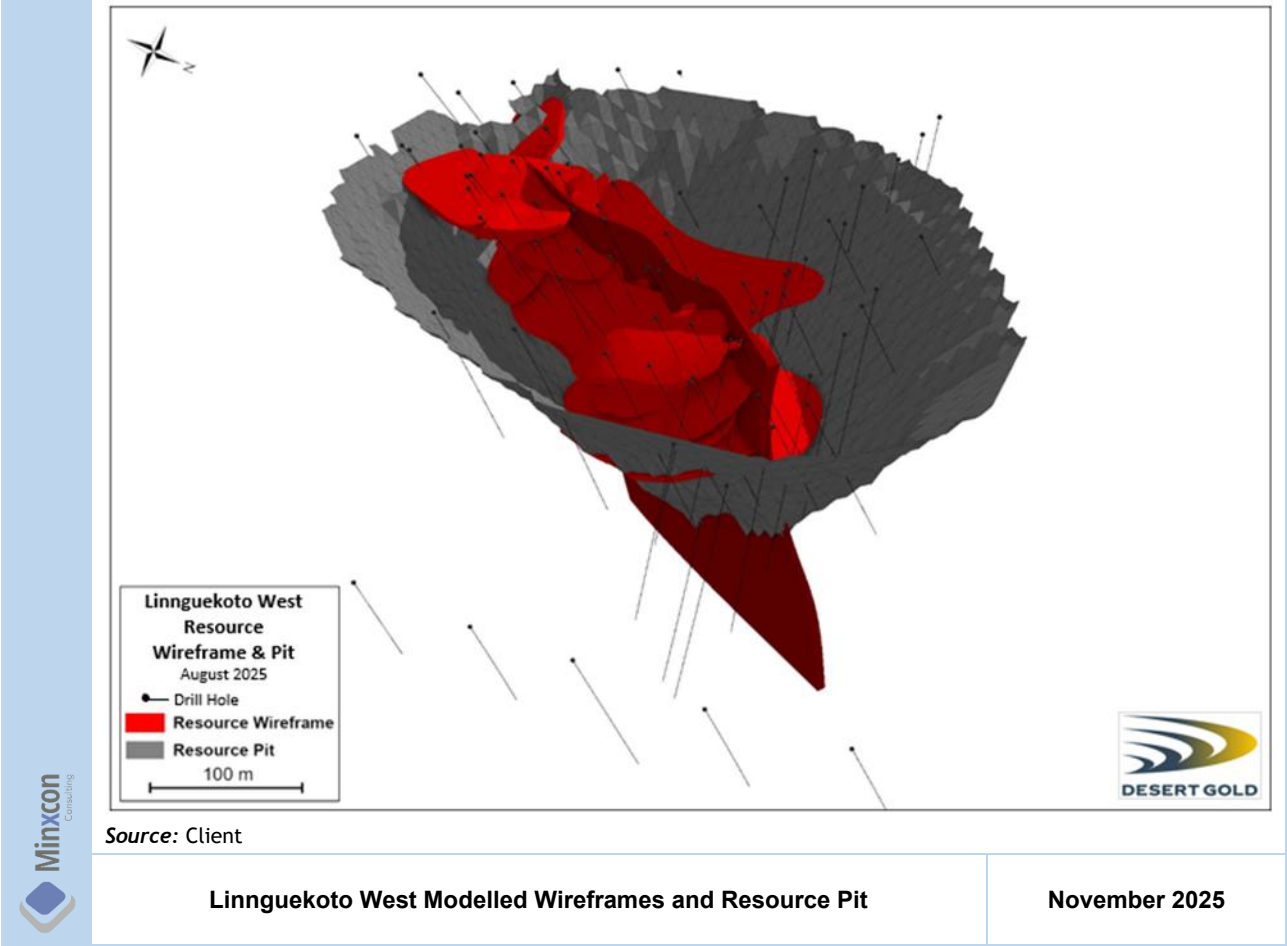 N
Linnguekoto West
Resource
Wireframe & Pit
August 2025
Drill Hole
Resource Wireframe
Resource Pit
100 m
DESERT GOLD
Minxcon
Consulting
Source: Client
Linnguekoto West Modelled Wireframes and Resource Pit
November 2025